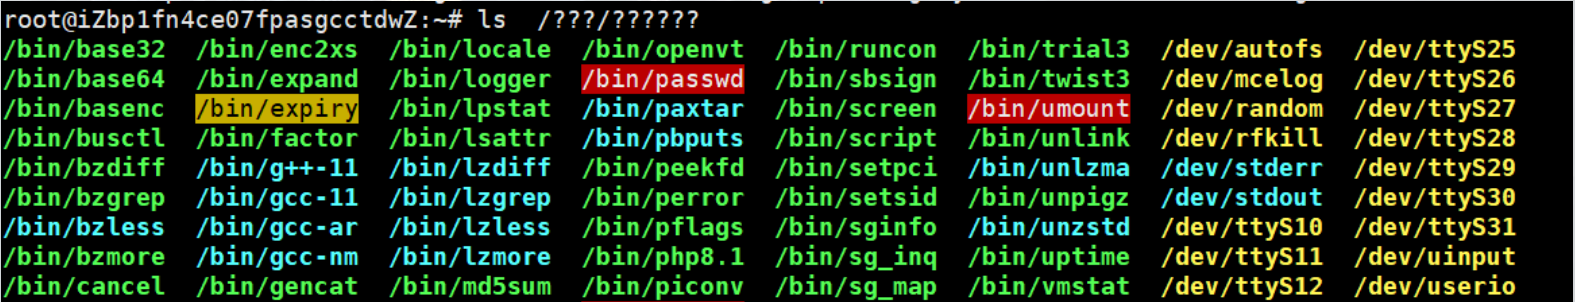 root@iZbp1fn4ce07fpasgcctdwZ:~# ls  /???/??????
/bin/base32  /bin/enc2xs  /bin/locale  /bin/openvt  /bin/runcon  /bin/trial3  /dev/autofs  /dev/ttyS25
/bin/base64  /bin/expand  /bin/logger  /bin/passwd  /bin/sbsign  /bin/twist3  /dev/mcelog  /dev/ttyS26
/bin/basenc  /bin/expiry  /bin/lpstat  /bin/paxtar  /bin/screen  /bin/umount  /dev/random  /dev/ttyS27
/bin/busctl  /bin/factor  /bin/lsattr  /bin/pbputs  /bin/script  /bin/unlink  /dev/rfkill  /dev/ttyS28
/bin/bzdiff  /bin/g++-11  /bin/lzdiff  /bin/peekfd  /bin/setpci  /bin/unlzma  /dev/stderr  /dev/ttyS29
/bin/bzgrep  /bin/gcc-11  /bin/lzgrep  /bin/perror  /bin/setsid  /bin/unpigz  /dev/stdout  /dev/ttyS30
/bin/bzless  /bin/gcc-ar  /bin/lzless  /bin/pflags  /bin/sginfo  /bin/unzstd  /dev/ttyS10  /dev/ttyS31
/bin/bzmore  /bin/gcc-nm  /bin/lzmore  /bin/php8.1  /bin/sg_inq  /bin/uptime  /dev/ttyS11  /dev/uinput
/bin/cancel  /bin/gencat  /bin/md5sum  /bin/piconv  /bin/sg_map  /bin/vmstat  /dev/ttyS12  /dev/userio